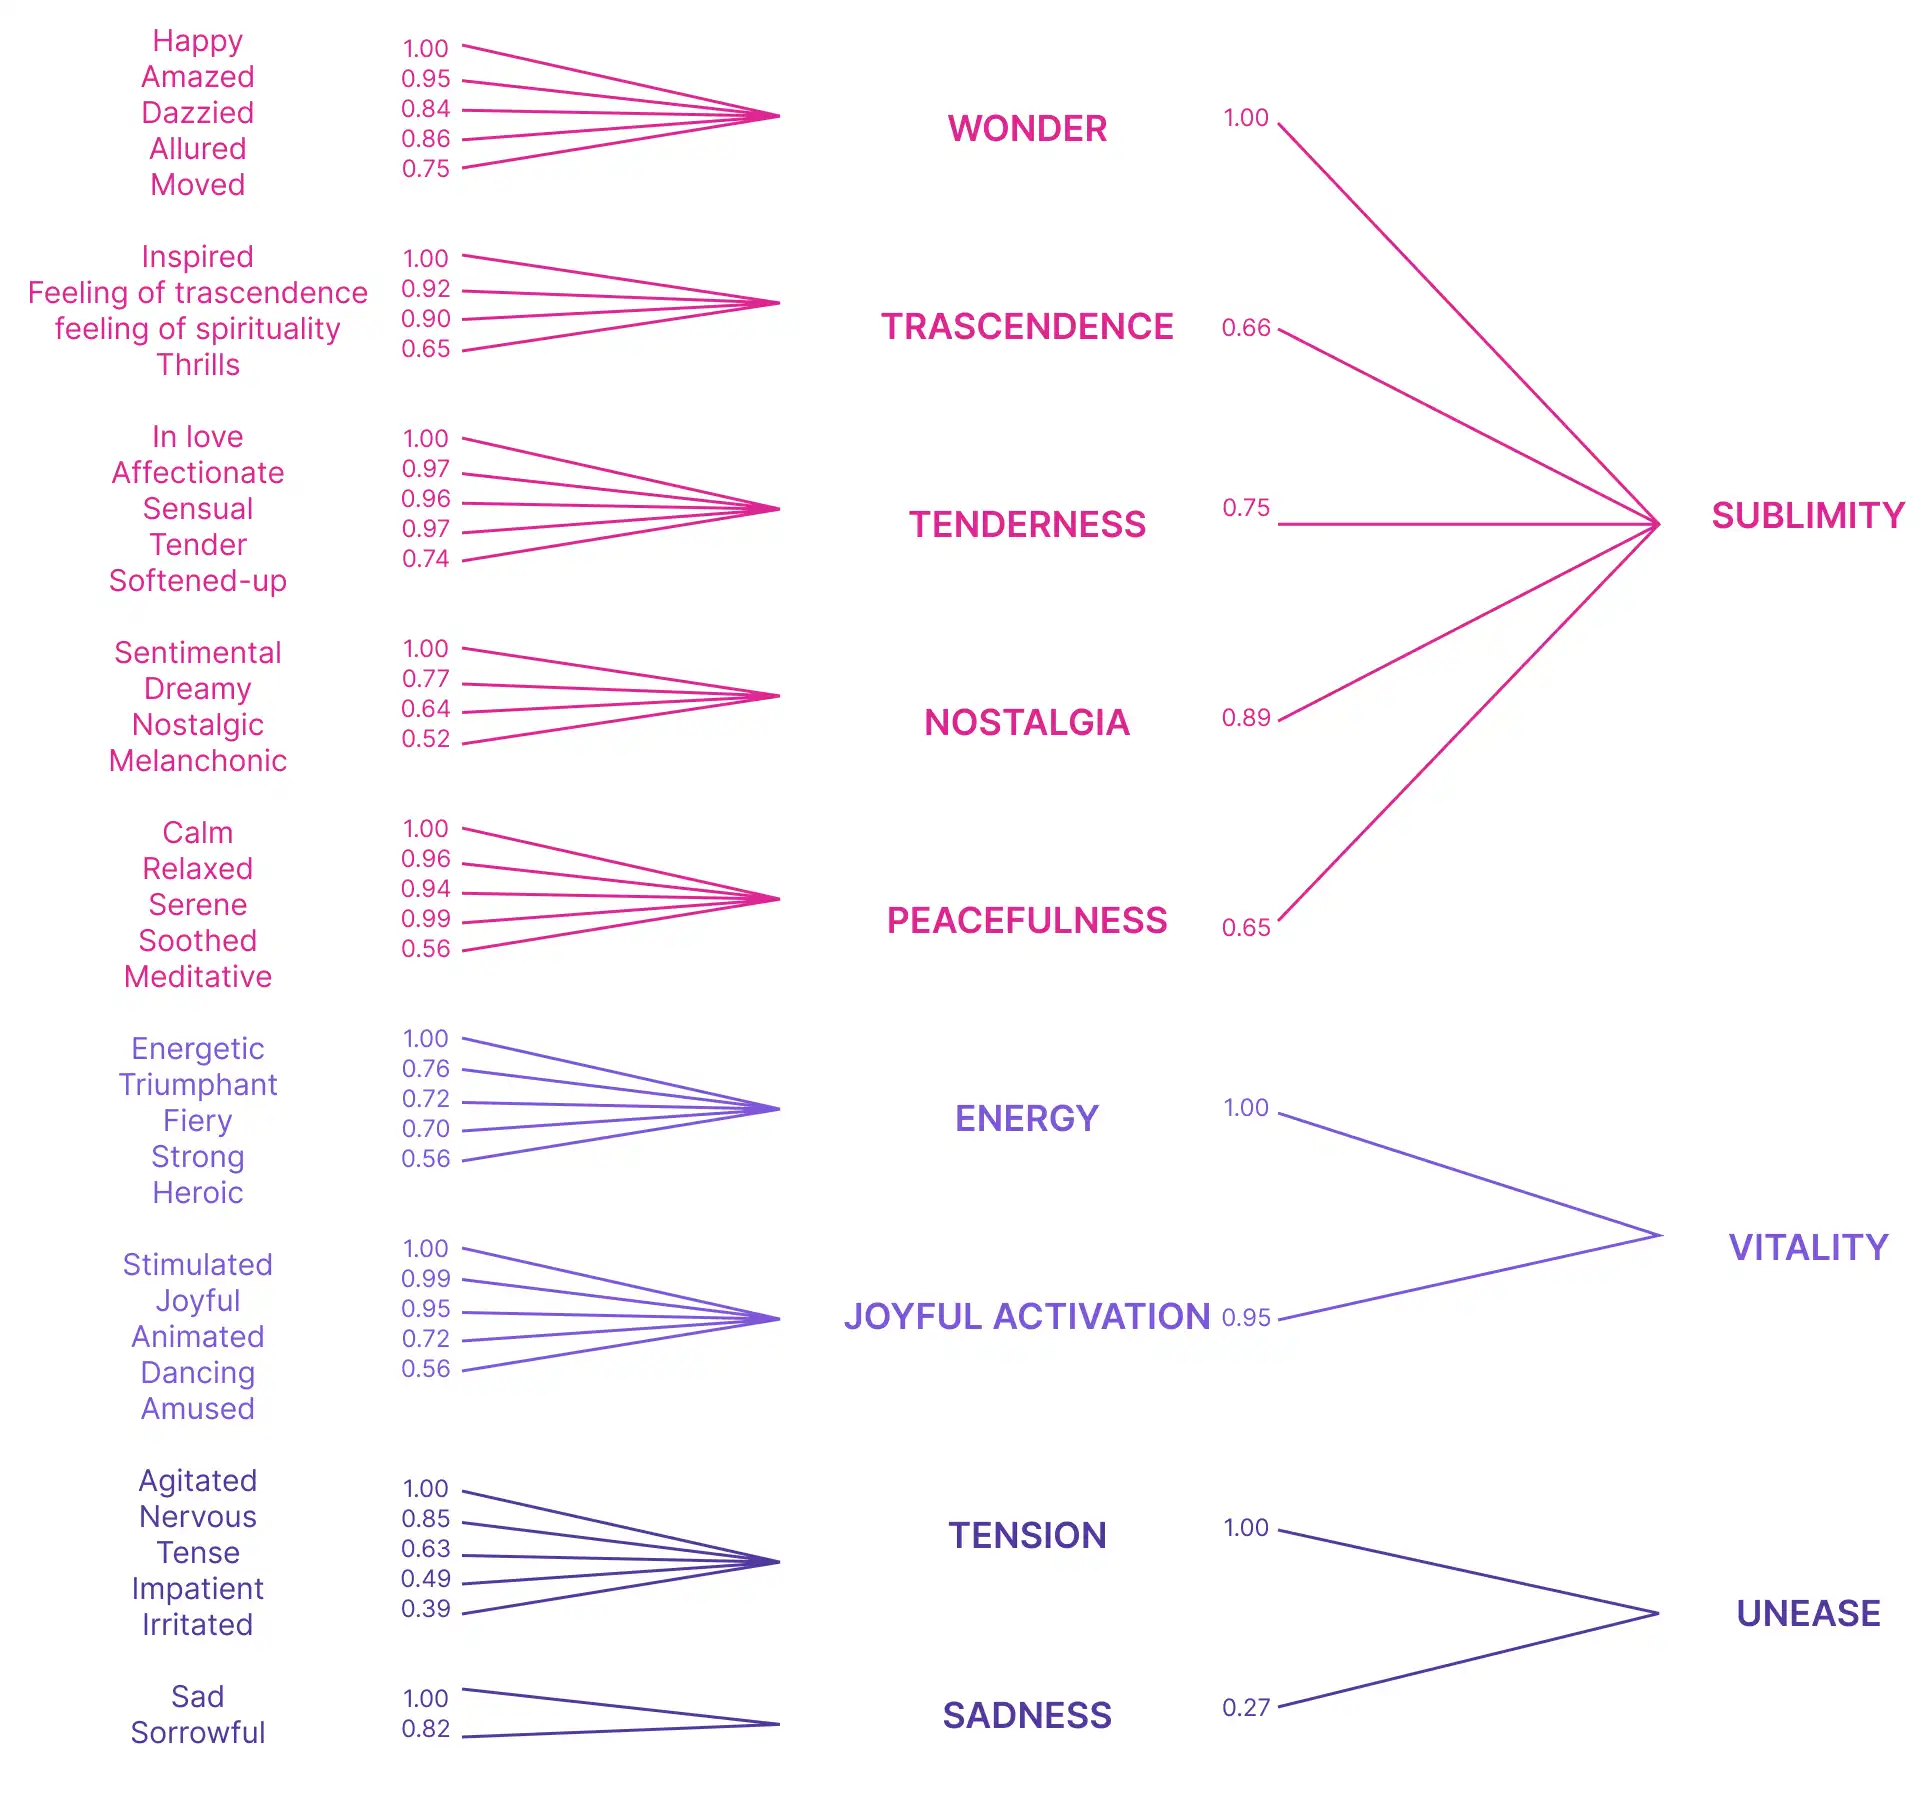 Happy 1.00
Amazed 0.95
Dazzied 0.84
Allured 0.86
Moved 0.75
WONDER 1.00
Inspired 1.00
Feeling of trascendence 0.92
feeling of spirituality 0.90
Thrills 0.65
TRASCENDENCE 0.66
In love 1.00
Affectionate 0.97
Sensual 0.96
Tender 0.97
Softened-up 0.74
TENDERNESS 0.75
SUBLIMITY
Sentimental 1.00
Dreamy 0.77
Nostalgic 0.64
Melanchonic 0.52
NOSTALGIA 0.89
Calm 1.00
Relaxed 0.96
Serene 0.94
Soothed 0.99
Meditative 0.56
PEACEFULNESS 0.65
Energetic 1.00
Triumphant 0.76
Fiery 0.72
Strong 0.70
Heroic 0.56
ENERGY 1.00
VITALITY
Stimulated 1.00
Joyful 0.99
Animated 0.95
Dancing 0.72
Amused 0.56
JOYFUL ACTIVATION 0.95
Agitated 1.00
Nervous 0.85
Tense 0.63
Impatient 0.49
Irritated 0.39
TENSION 1.00
UNEASE
Sad 1.00
Sorrowful 0.82
SADNESS 0.27